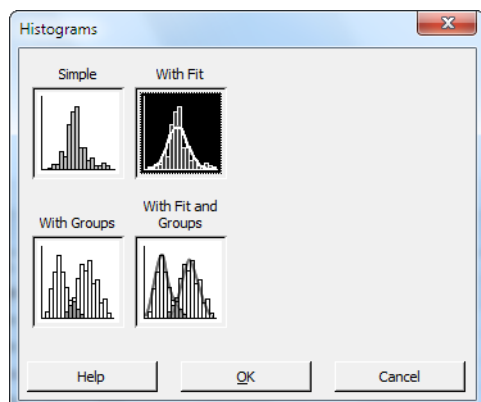 Histograms
Simple
With Fit
With Groups
With Fit and
Groups
Help
OK
Cancel